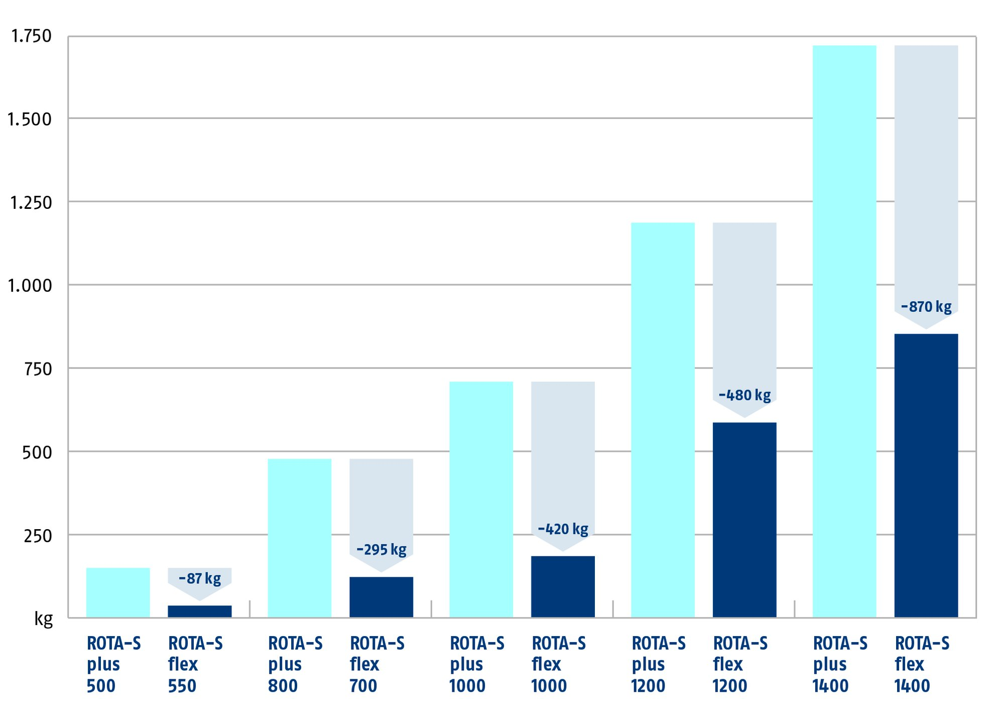 1.750
1.500
1.250
1.000
750
500
250
kg
-87 kg
-295 kg
-420 kg
-480 kg
-870 kg
ROTA-S
plus
500
ROTA-S
flex
550
ROTA-S
plus
800
ROTA-S
flex
700
ROTA-S
plus
1000
ROTA-S
flex
1000
ROTA-S
plus
1200
ROTA-S
flex
1200
ROTA-S
plus
1400
ROTA-S
flex
1400